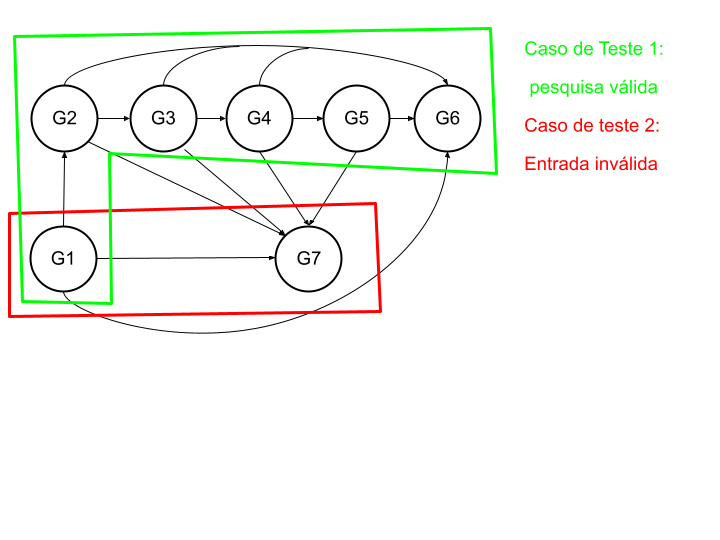 Caso de Teste 1:
pesquisa válida
Caso de teste 2:
Entrada inválida
G2
G3
G4
G5
G6
G1
G7